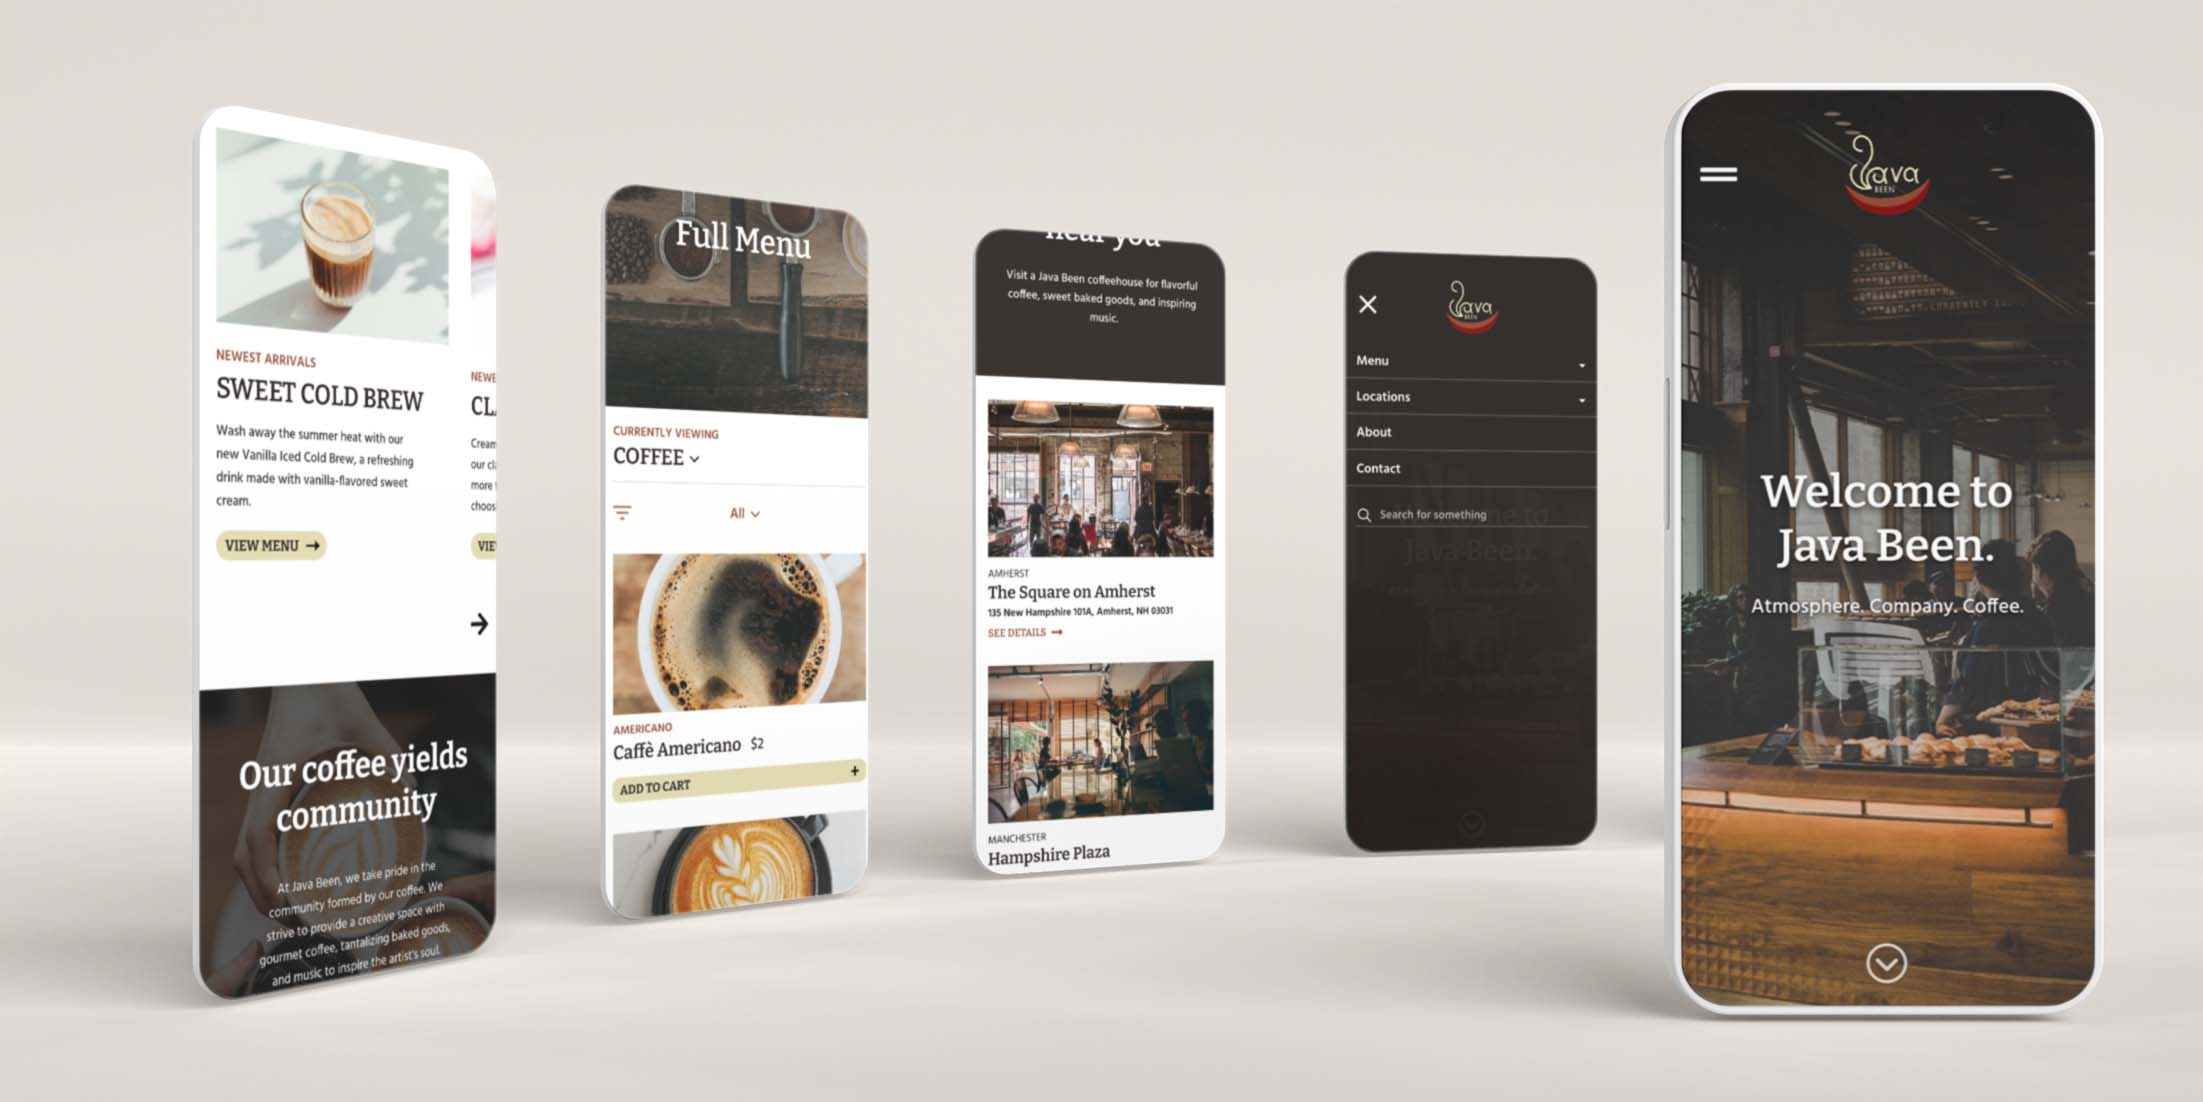 NEWEST ARRIVALS
SWEET COLD BREW
Wash away the summer heat with our
new Vanilla Iced Cold Brew, a refreshing
drink made with vanilla-flavored sweet
cream.
VIEW MENU
NEWE
CL
Cream
our cla
more
choos
VIE
Our coffee yields
community
At Java Been, we take pride in the
community formed by our coffee. We
strive to provide a creative space with
gourmet coffee, tantalizing baked goods,
and music to inspire the artist's soul.
Full Menu
CURRENTLY VIEWING
COFFEE
All
AMERICANO
Caffè Americano $2
ADD TO CART +
near you
Visit a Java Been coffeehouse for flavorful
coffee, sweet baked goods, and inspiring
music.
AMHERST
The Square on Amherst
135 New Hampshire 101A, Amherst, NH 03031
SEE DETAILS
MANCHESTER
Hampshire Plaza
Java
BEEN
Menu
Locations
About
Contact
Search for something
Welcome to
Java Been.
Java
BEEN
Welcome to
Java Been.
Atmosphere. Company. Coffee.